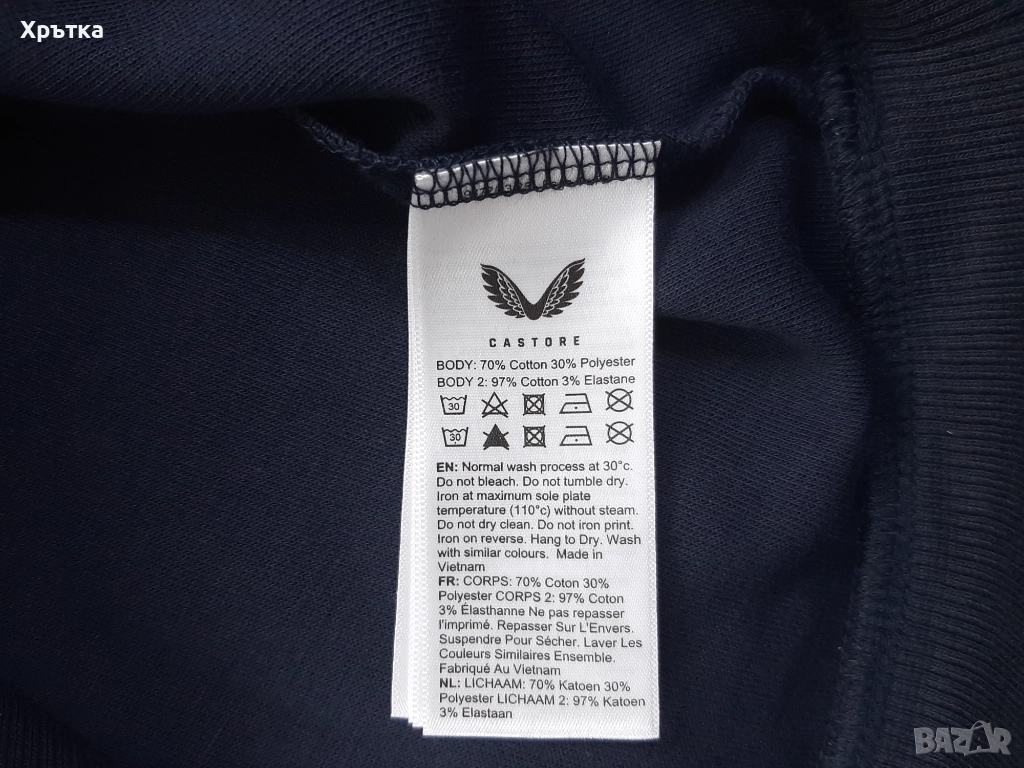 Хрътка
CASTORE
BODY: 70% Cotton 30% Polyester
BODY 2: 97% Cotton 3% Elastane
30
30
EN: Normal wash process at 30°c.
Do not bleach. Do not tumble dry.
Iron at maximum sole plate
temperature (110°c) without steam.
Do not dry clean. Do not iron print.
Iron on reverse. Hang to Dry. Wash
with similar colours. Made in
Vietnam
FR: CORPS: 70% Coton 30%
Polyester CORPS 2: 97% Coton
3% Élasthanne Ne pas repasser
l'imprimé. Repasser Sur L'Envers.
Suspendre Pour Sécher. Laver Les
Couleurs Similaires Ensemble.
Fabriqué Au Vietnam
NL: LICHAAM: 70% Katoen 30%
Polyester LICHAAM 2: 97% Katoen
3% Elastaan
BAZAR